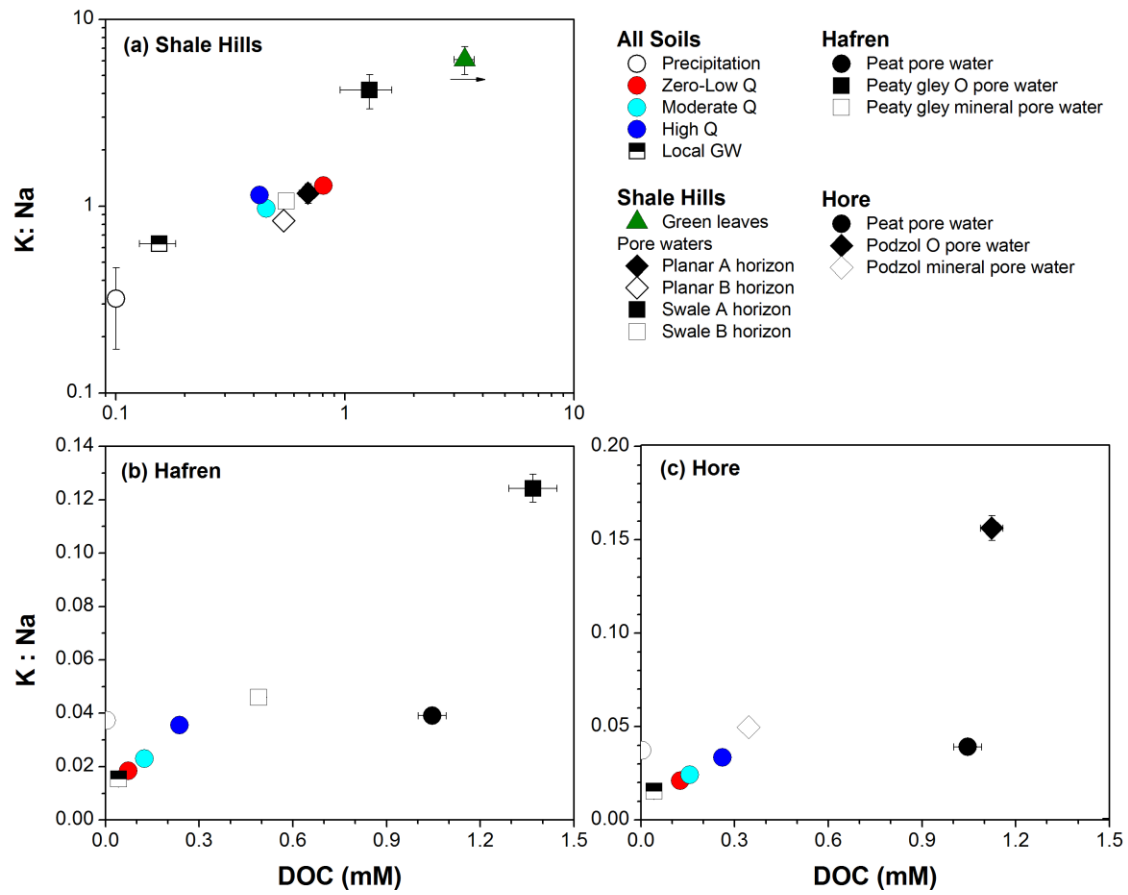 (a) Shale Hills
10
1
0.1
K: Na
0.1
1
10
All Soils
Precipitation
Zero-Low Q
Moderate Q
High Q
Local GW
Shale Hills
Green leaves
Pore waters
Planar A horizon
Planar B horizon
Swale A horizon
Swale B horizon
Hafren
Peat pore water
Peaty gley O pore water
Peaty gley mineral pore water
Hore
Peat pore water
Podzol O pore water
Podzol mineral pore water
(b) Hafren
0.14
0.12
0.10
0.08
0.06
0.04
0.02
0.00
K : Na
0.0
0.3
0.6
0.9
1.2
1.5
DOC (mM)
(c) Hore
0.20
0.15
0.10
0.05
0.00
0.0
0.3
0.6
0.9
1.2
1.5
DOC (mM)